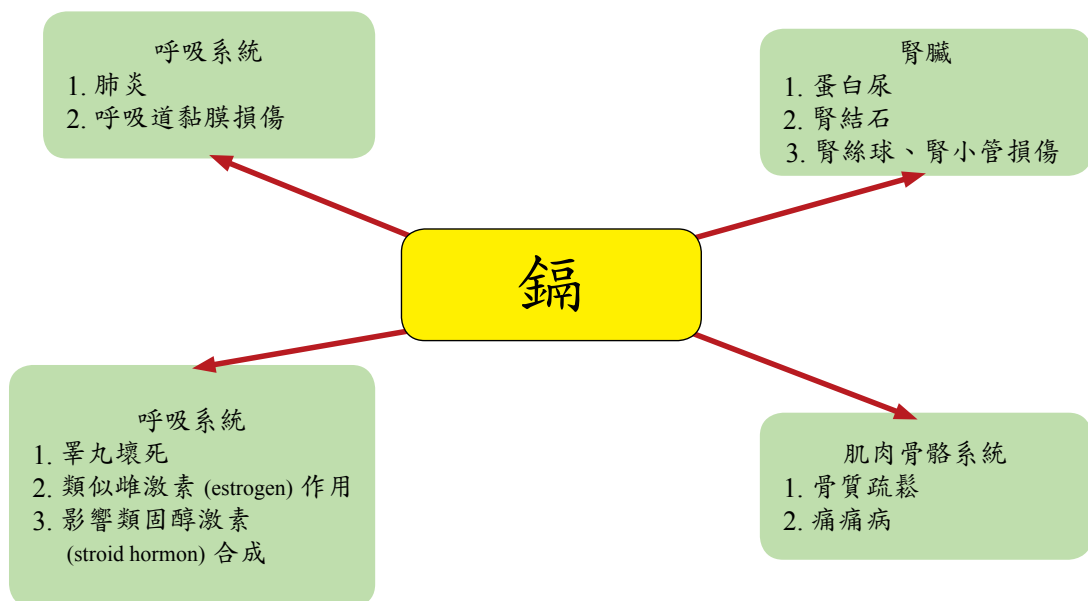 呼吸系統
1. 肺炎
2. 呼吸道黏膜損傷
腎臟
1. 蛋白尿
2. 腎結石
3. 腎絲球、腎小管損傷
鎘
呼吸系統
1. 睪丸壞死
2. 類似雌激素 (estrogen) 作用
3. 影響類固醇激素
(stroid hormon) 合成
肌肉骨骼系統
1. 骨質疏鬆
2. 痛痛病